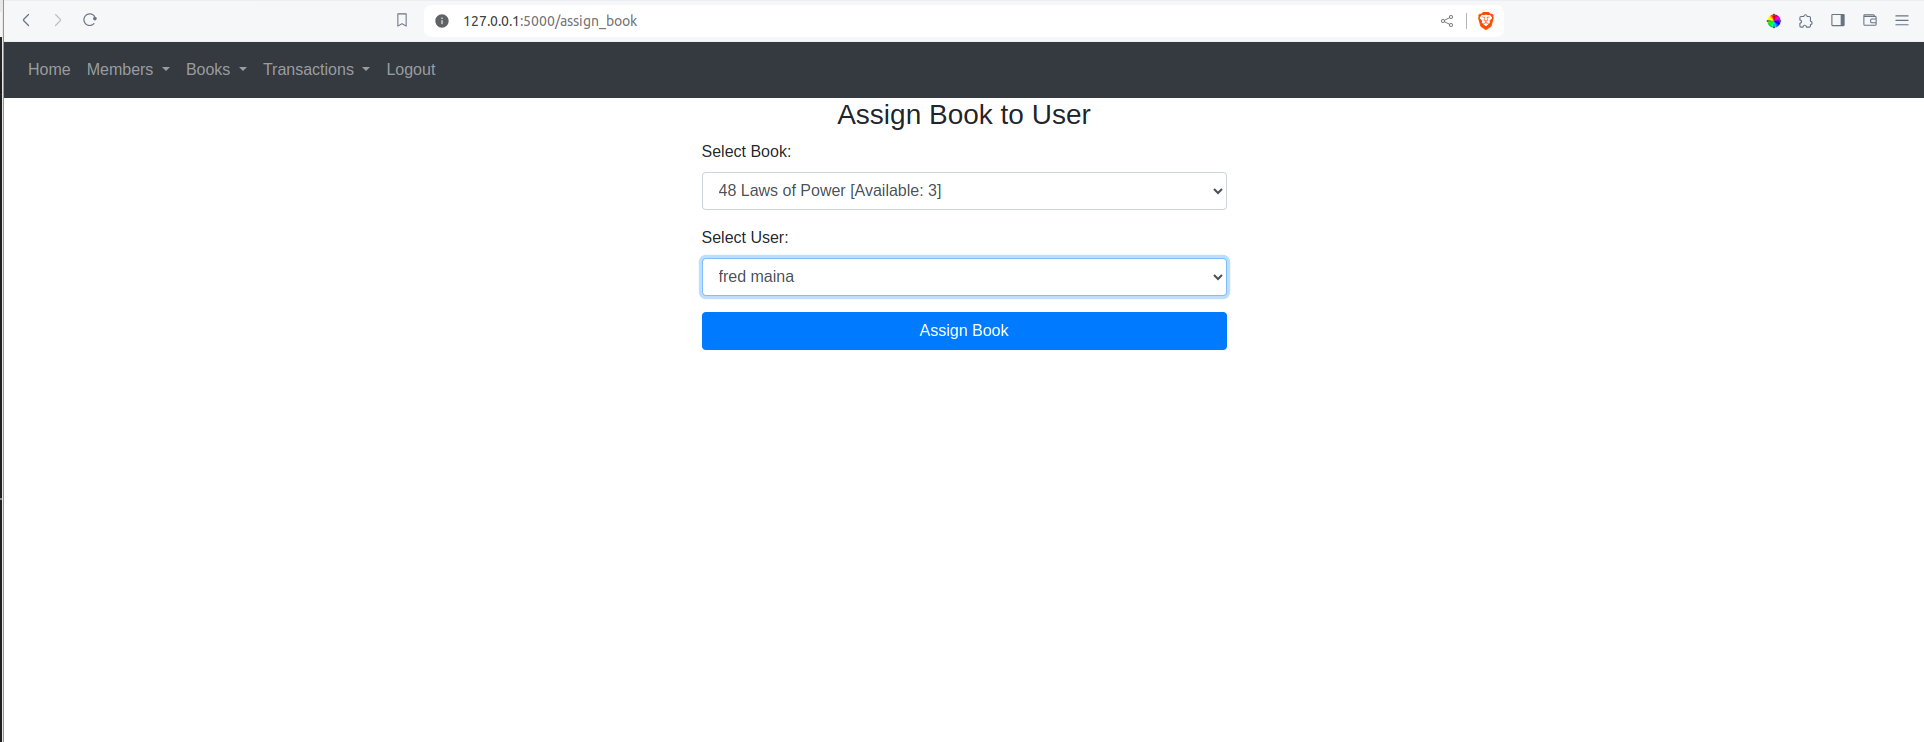 127.0.0.1:5000/assign_book
Home Members Books Transactions Logout
Assign Book to User
Select Book:
48 Laws of Power [Available: 3]
Select User:
fred maina
Assign Book